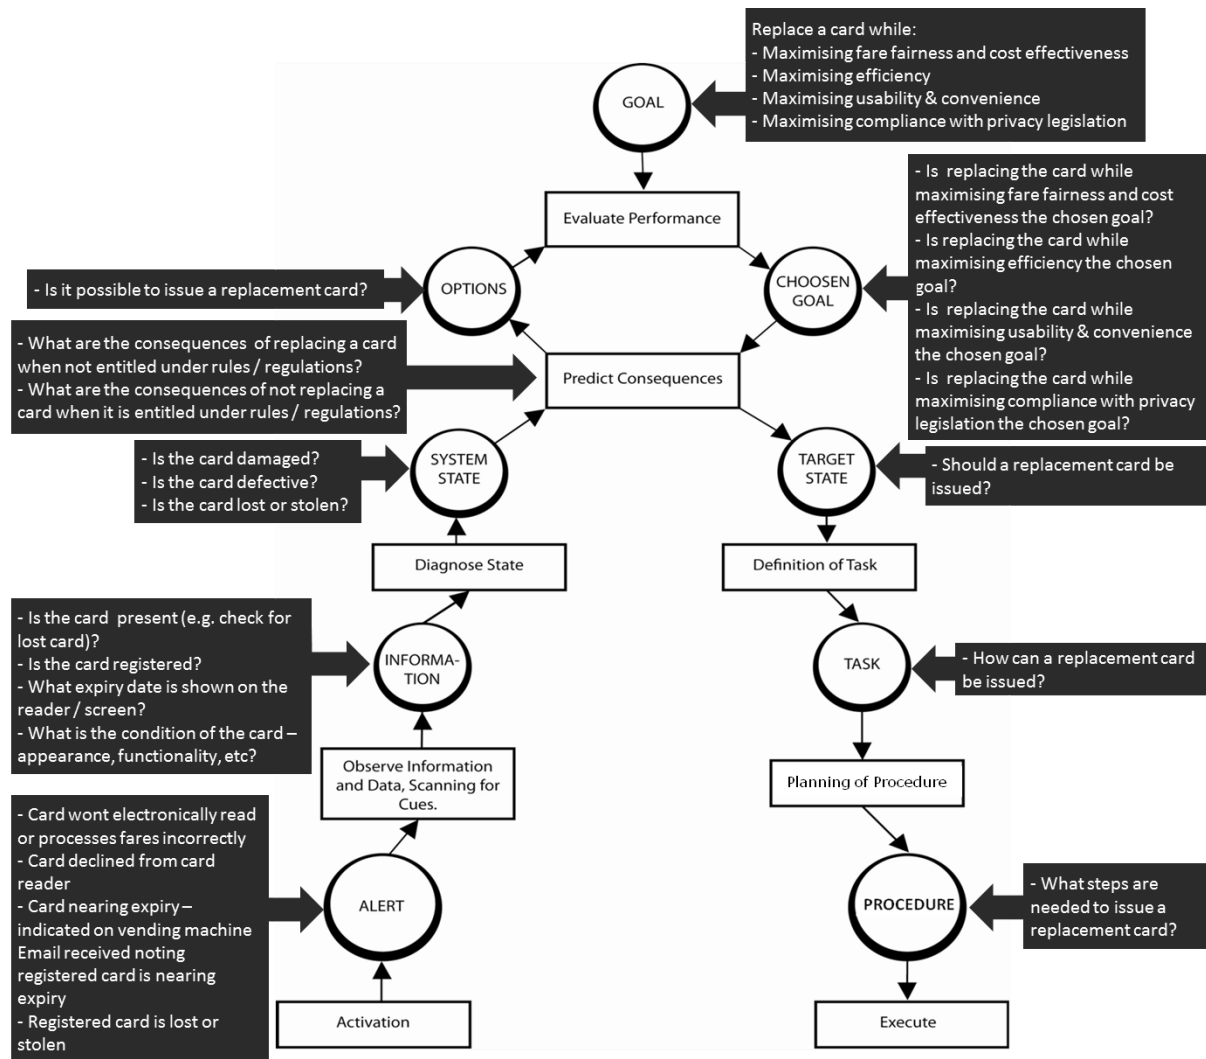 Replace a card while:
- Maximising fare fairness and cost effectiveness
- Maximising efficiency
- Maximising usability & convenience
- Maximising compliance with privacy legislation
GOAL
Evaluate Performance
- Is  replacing the card while
maximising fare fairness and cost
effectiveness the chosen goal?
- Is replacing the card while
maximising efficiency the chosen
goal?
- Is  replacing the card while
maximising usability & convenience
the chosen goal?
- Is  replacing the card while
maximising compliance with privacy
legislation the chosen goal?
- Is it possible to issue a replacement card?
OPTIONS
CHOOSEN
GOAL
- What are the consequences  of replacing a card
when not entitled under rules / regulations?
- What are the consequences of not replacing a
card when it is entitled under rules / regulations?
Predict Consequences
- Is the card damaged?
- Is the card defective?
- Is the card lost or stolen?
SYSTEM
STATE
TARGET
STATE
- Should a replacement card be
issued?
Diagnose State
Definition of Task
- Is the card  present (e.g. check for
lost card)?
- Is the card registered?
- What expiry date is shown on the
reader / screen?
- What is the condition of the card –
appearance, functionality, etc?
INFORMA-
TION
TASK
- How can a replacement card
be issued?
Observe Information
and Data, Scanning for
Cues.
Planning of Procedure
- Card wont electronically read
or processes fares incorrectly
- Card declined from card
reader
- Card nearing expiry –
indicated on vending machine
Email received noting
registered card is nearing
expiry
- Registered card is lost or
stolen
ALERT
PROCEDURE
- What steps are
needed to issue a
replacement card?
Activation
Execute